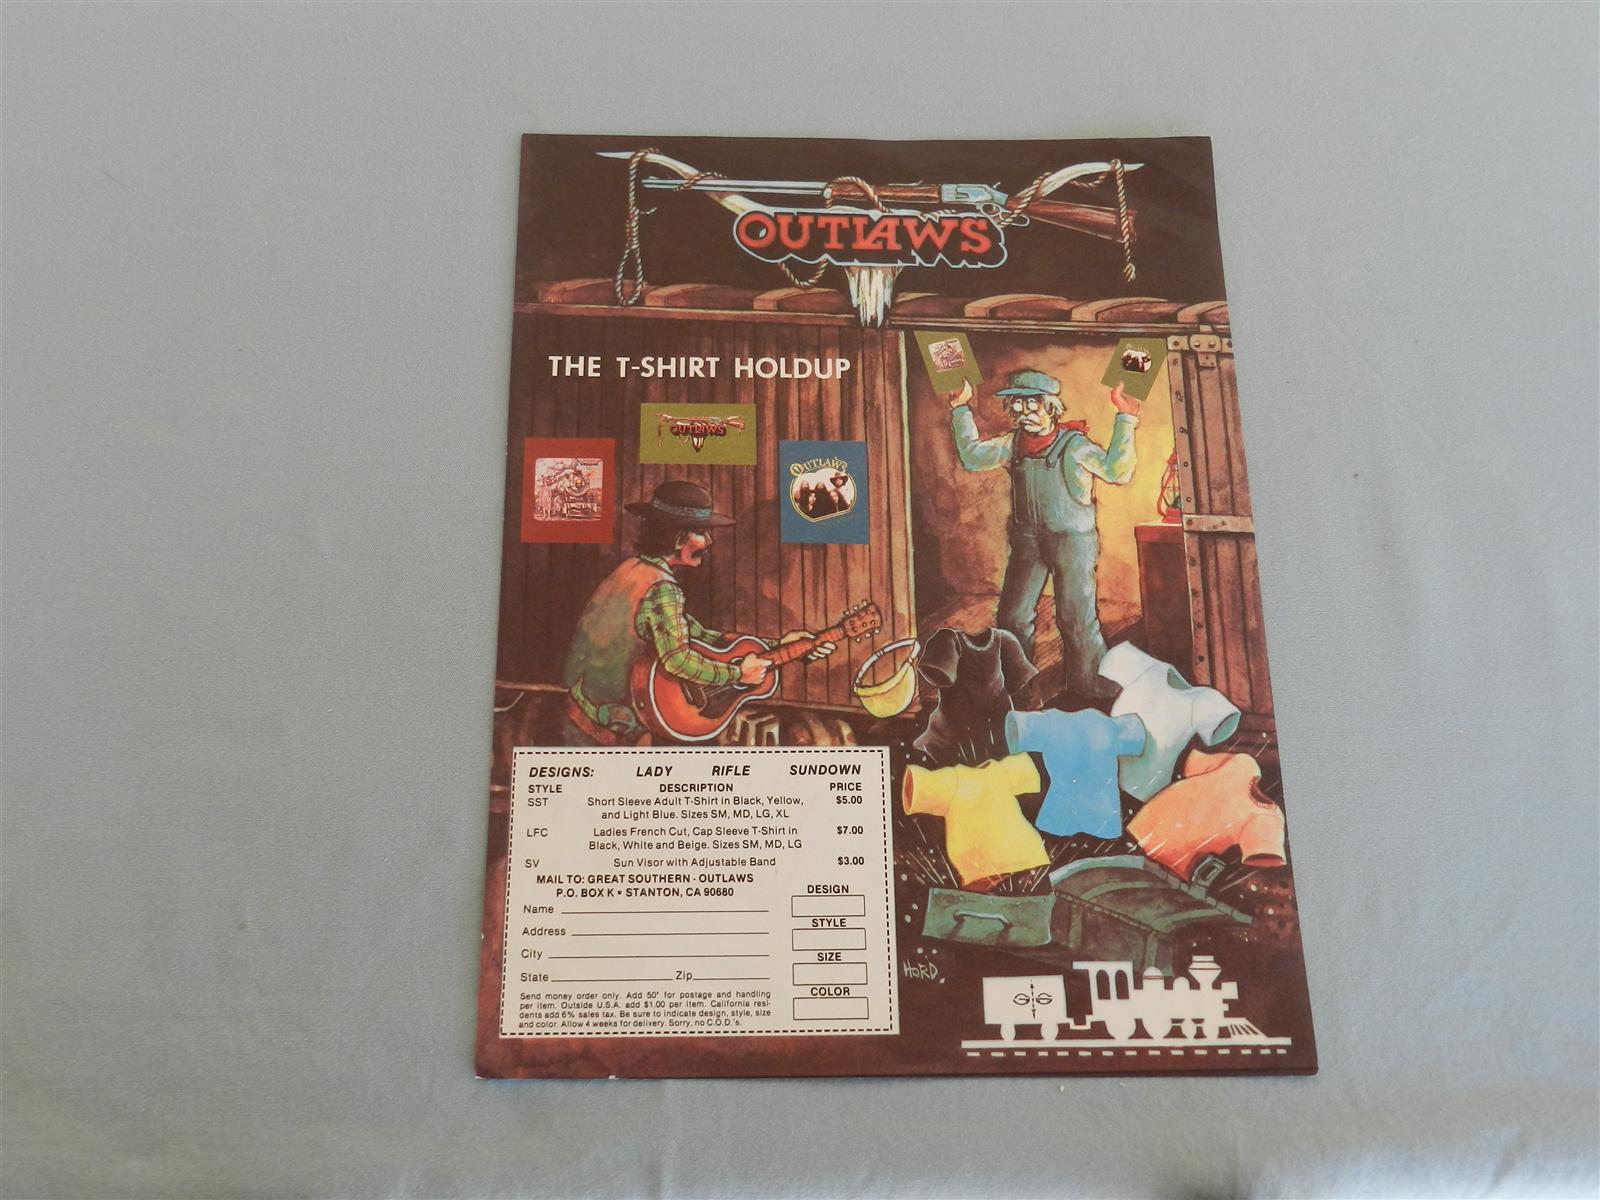 OUTLAWS
THE T-SHIRT HOLDUP
OUTLAWS
OUTLAWS
DESIGNS: LADY RIFLE SUNDOWN
STYLE DESCRIPTION PRICE
SST Short Sleeve Adult T-Shirt in Black, Yellow, $5.00
and Light Blue. Sizes SM, MD, LG, XL
LFC Ladies French Cut, Cap Sleeve T-Shirt in $7.00
Black, White and Beige. Sizes SM, MD, LG
SV Sun Visor with Adjustable Band $3.00
MAIL TO: GREAT SOUTHERN - OUTLAWS
P.O. BOX K • STANTON, CA 90680
DESIGN
Name
STYLE
Address
City
SIZE
State Zip
COLOR
Send money order only. Add 50¢ for postage and handling
per item. Outside U.S.A. add $1.00 per item. California resi-
dents add 6% sales tax. Be sure to indicate design, style, size
and color. Allow 4 weeks for delivery. Sorry, no C.O.D.'s.
HORD
GS